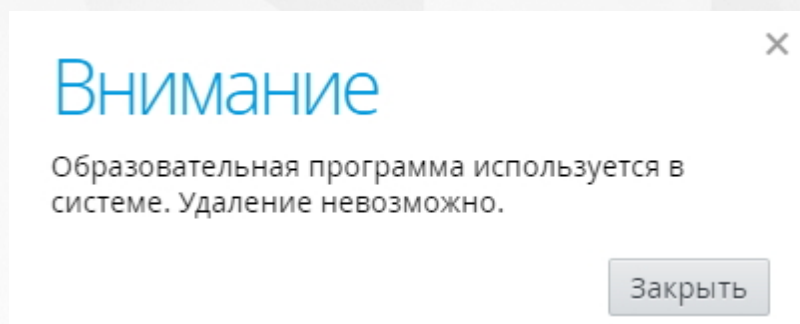 Внимание
Образовательная программа используется в
системе. Удаление невозможно.
Закрыть